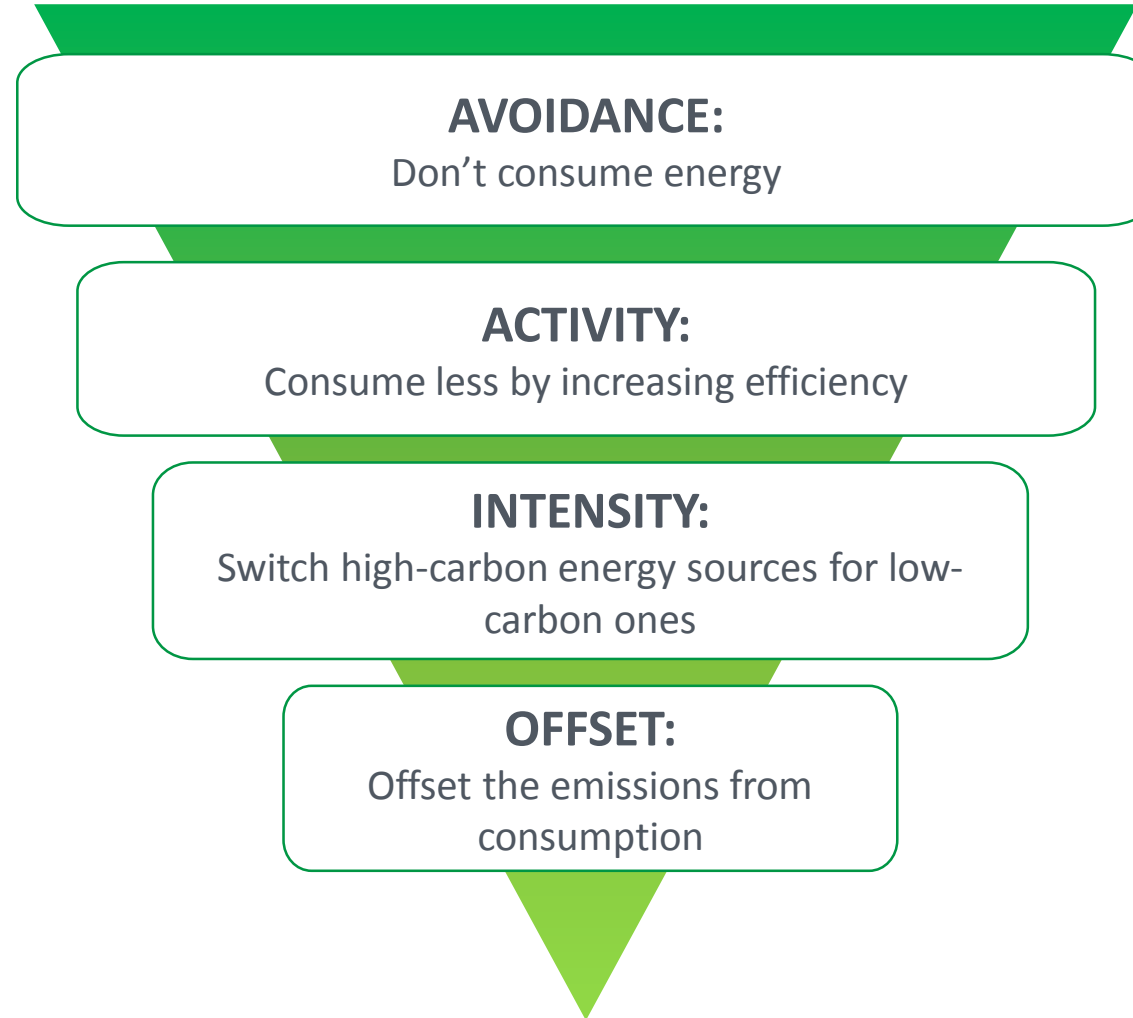 AVOIDANCE:
Don’t consume energy
ACTIVITY:
Consume less by increasing efficiency
INTENSITY:
Switch high-carbon energy sources for low-
carbon ones
OFFSET:
Offset the emissions from
consumption